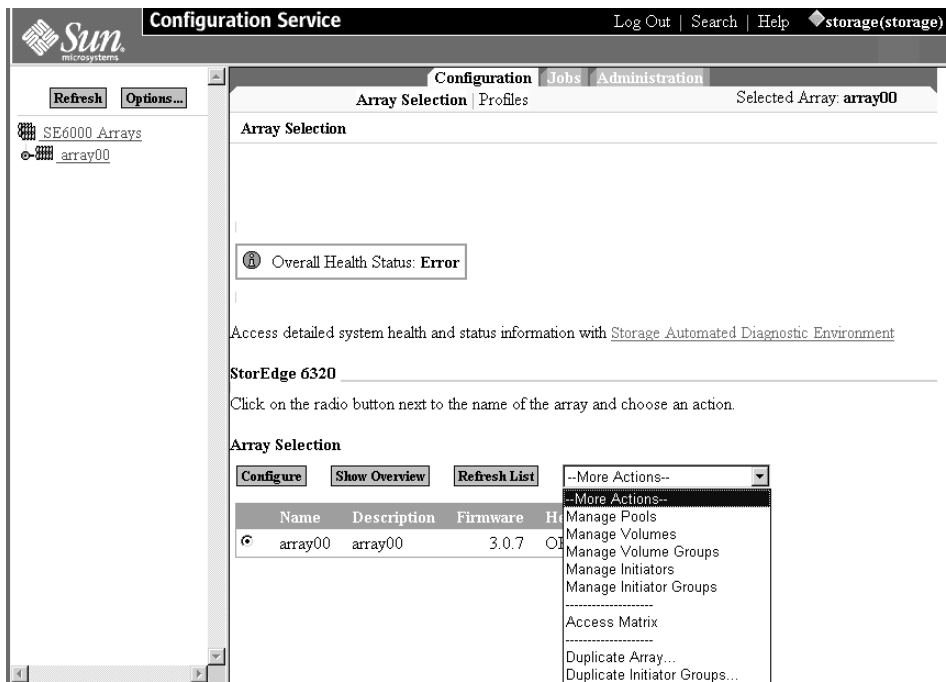 Sun
microsystems
Configuration Service
Log Out | Search | Help
storage(storage)
Refresh
Options...
SE6000 Arrays
array00
Configuration
Jobs
Administration
Array Selection | Profiles
Selected Array: array00
Array Selection
Overall Health Status: Error
Access detailed system health and status information with Storage Automated Diagnostic Environment
StorEdge 6320
Click on the radio button next to the name of the array and choose an action.
Array Selection
Configure
Show Overview
Refresh List
--More Actions--
Name Description Firmware
array00 array00 3.0.7
--More Actions--
Manage Pools
Manage Volumes
Manage Volume Groups
Manage Initiators
Manage Initiator Groups
--------------------
Access Matrix
--------------------
Duplicate Array...
Duplicate Initiator Groups...